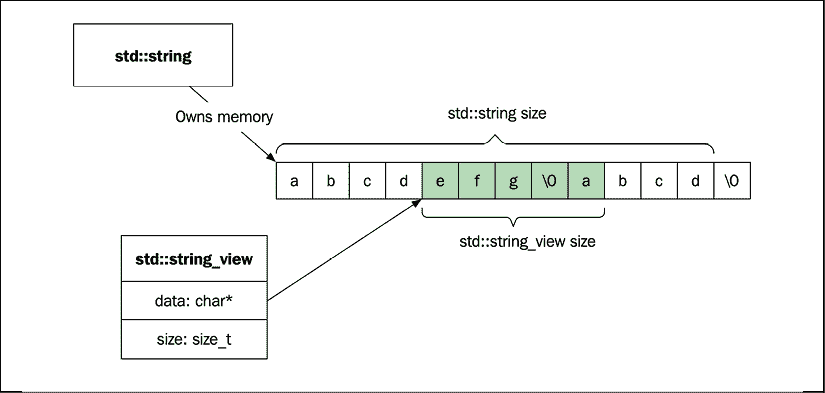 std::string
Owns memory
std::string size
a b c d e f g \0 a b c d \0
std::string_view size
std::string_view
data: char*
size: size_t